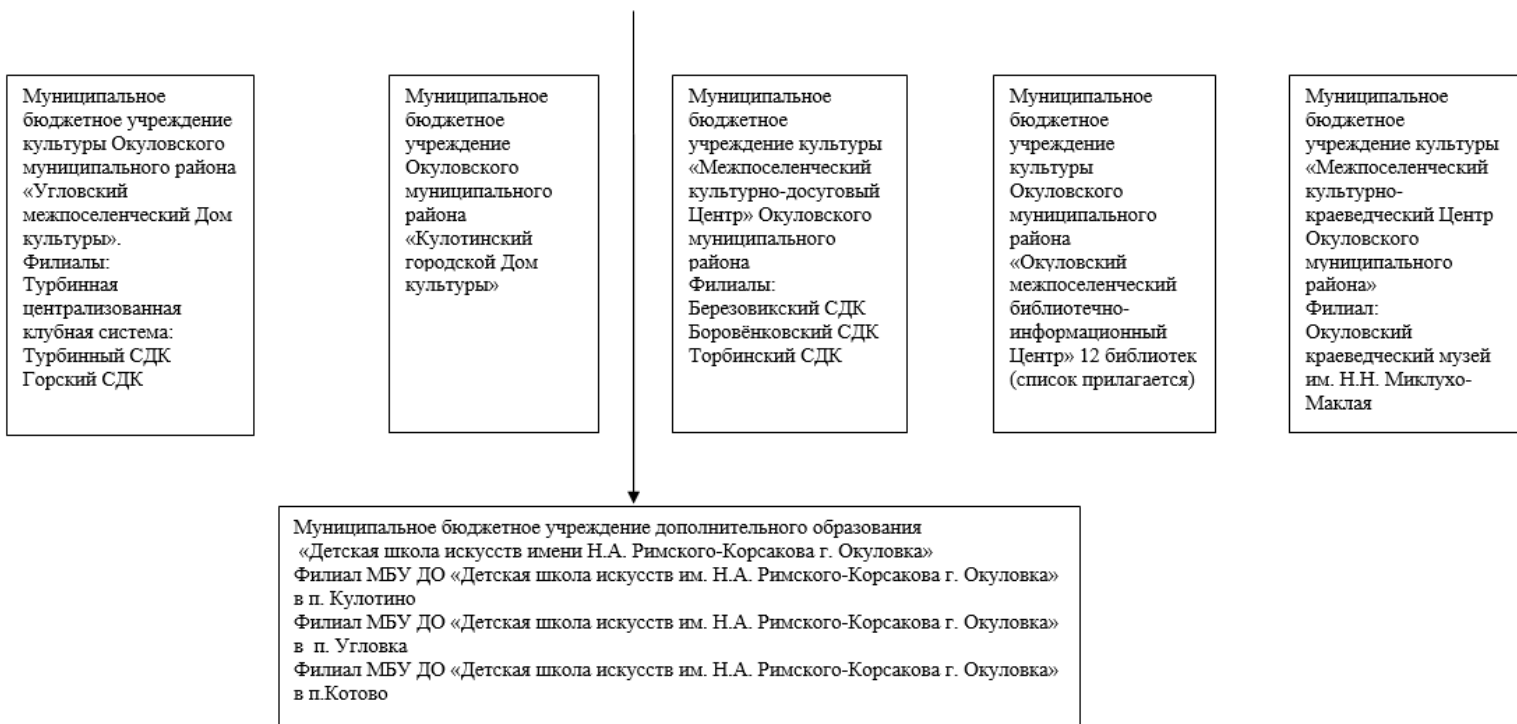 Муниципальное
бюджетное учреждение
культуры Окуловского
муниципального района
«Угловский
межпоселенческий Дом
культуры».
Филиалы:
Турбинная
централизованная
клубная система:
Турбинный СДК
Горский СДК
Муниципальное
бюджетное
учреждение
Окуловского
муниципального
района
«Кулотинский
городской Дом
культуры»
Муниципальное
бюджетное
учреждение культуры
«Межпоселенческий
культурно-досуговый
Центр» Окуловского
муниципального
района
Филиалы:
Березовикский СДК
Боровёнковский СДК
Торбинский СДК
Муниципальное
бюджетное
учреждение
культуры
Окуловского
муниципального
района
«Окуловский
межпоселенческий
библиотечно-
информационный
Центр» 12 библиотек
(список прилагается)
Муниципальное
бюджетное
учреждение культуры
«Межпоселенческий
культурно-
краеведческий Центр
Окуловского
муниципального
района»
Филиал:
Окуловский
краеведческий музей
им. Н.Н. Миклухо-
Маклая
Муниципальное бюджетное учреждение дополнительного образования
«Детская школа искусств имени Н.А. Римского-Корсакова г. Окуловка»
Филиал МБУ ДО «Детская школа искусств им. Н.А. Римского-Корсакова г. Окуловка»
в п. Кулотино
Филиал МБУ ДО «Детская школа искусств им. Н.А. Римского-Корсакова г. Окуловка»
в п. Угловка
Филиал МБУ ДО «Детская школа искусств им. Н.А. Римского-Корсакова г. Окуловка»
в п.Котово